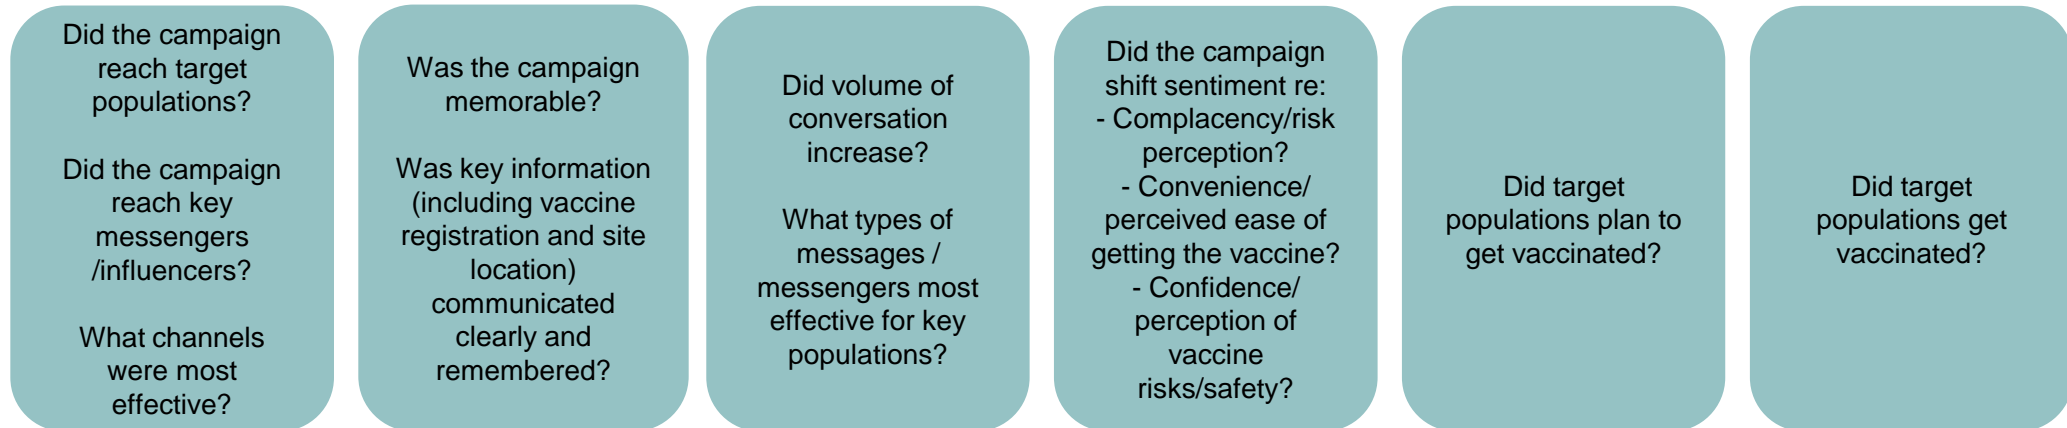 Did the campaign
reach target
populations?
Did the campaign
reach key
messengers
/influencers?
What channels
were most
effective?
Was the campaign
memorable?
Was key information
(including vaccine
registration and site
location)
communicated
clearly and
remembered?
Did volume of
conversation
increase?
What types of
messages /
messengers most
effective for key
populations?
Did the campaign
shift sentiment re:
- Complacency/risk
perception?
- Convenience/
perceived ease of
getting the vaccine?
- Confidence/
perception of
vaccine
risks/safety?
Did target
populations plan to
get vaccinated?
Did target
populations get
vaccinated?